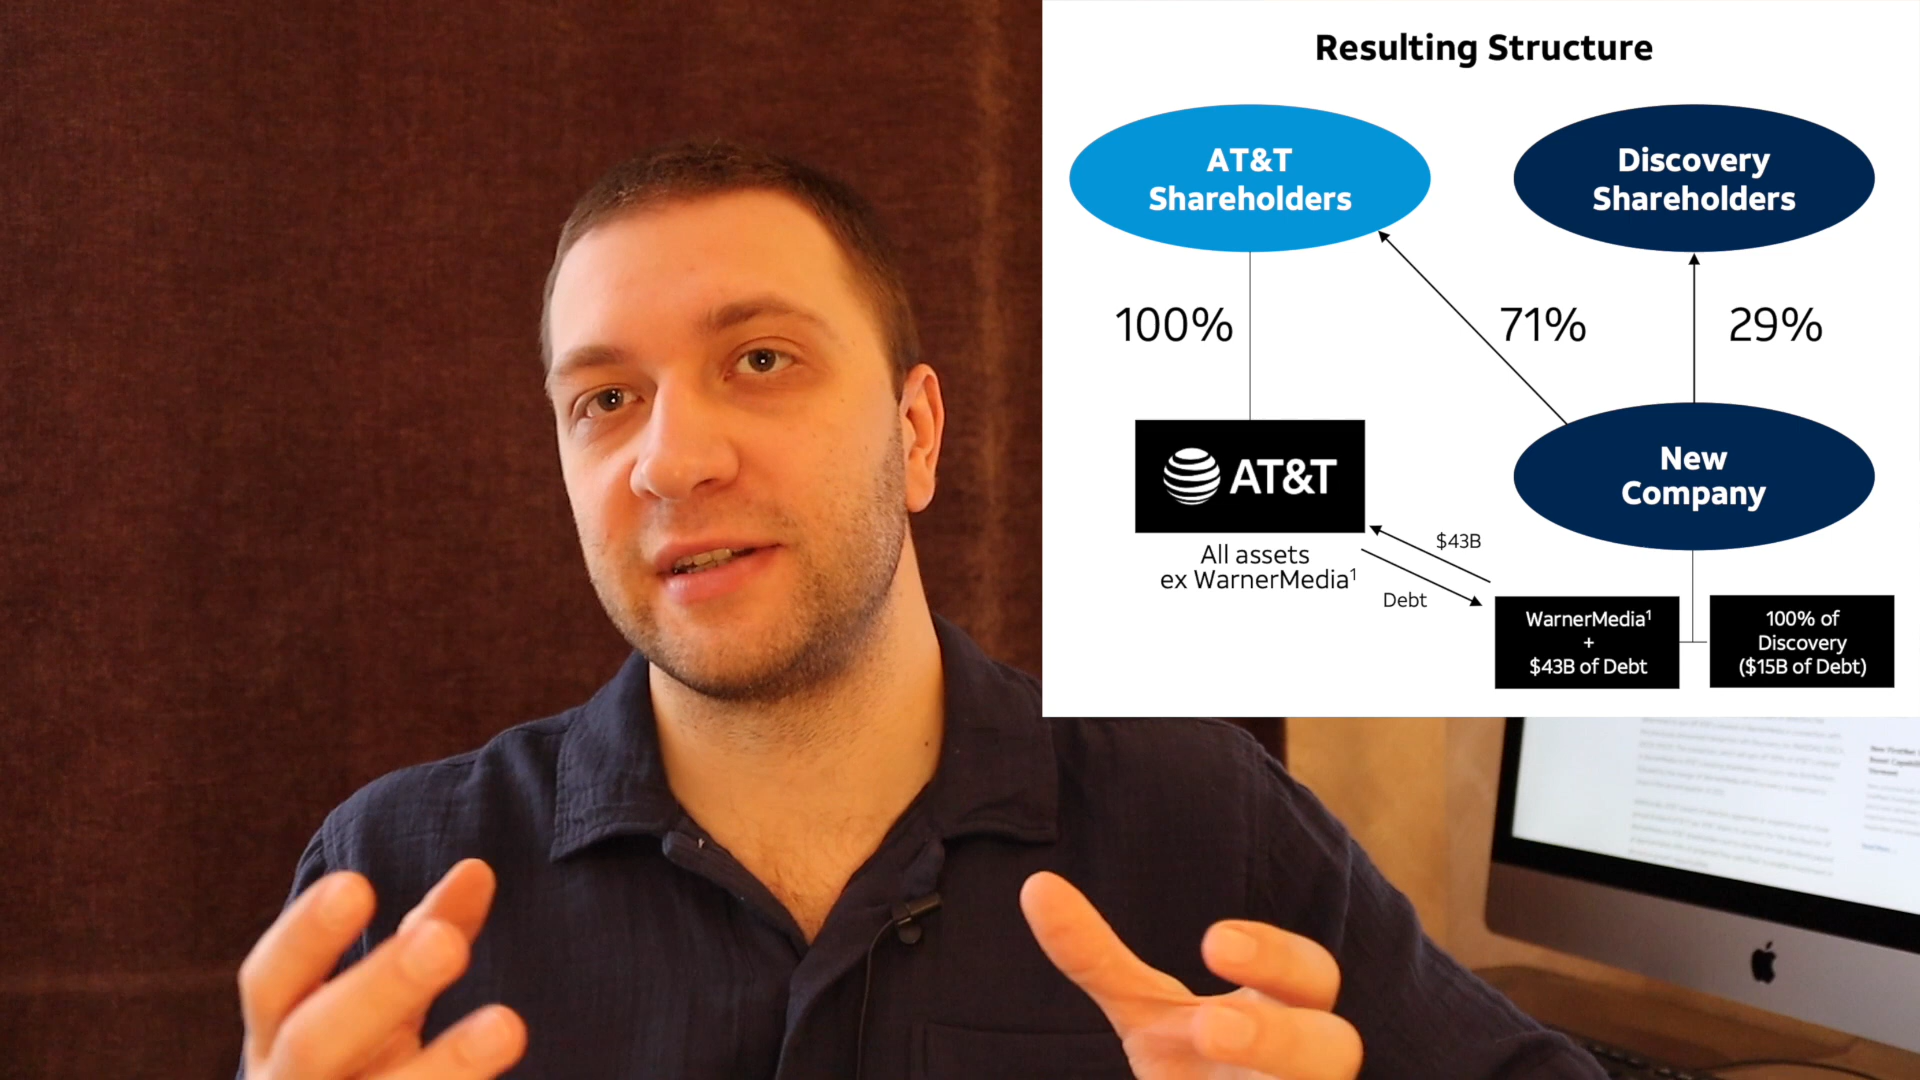 Resulting Structure
AT&T
Shareholders
Discovery
Shareholders
100%
71%
29%
AT&T
All assets
ex WarnerMedia¹
New
Company
$43B
Debt
WarnerMedia¹
+
$43B of Debt
100% of
Discovery
($15B of Debt)